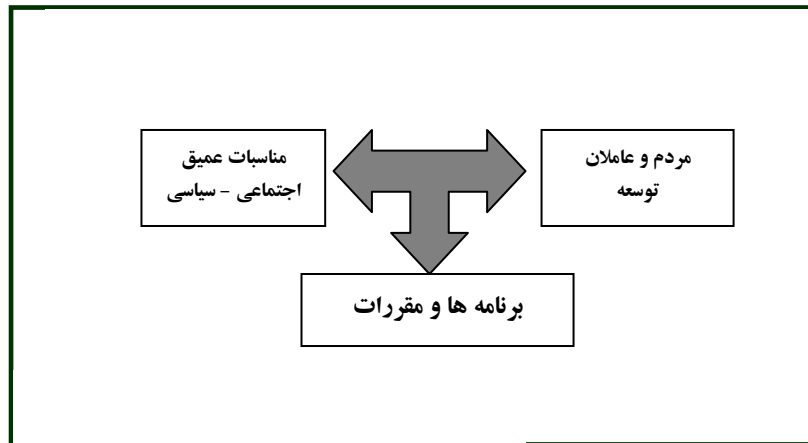 مردم و عاملان
توسعه
مناسبات عمیق
اجتماعی - سیاسی
برنامه ها و مقررات